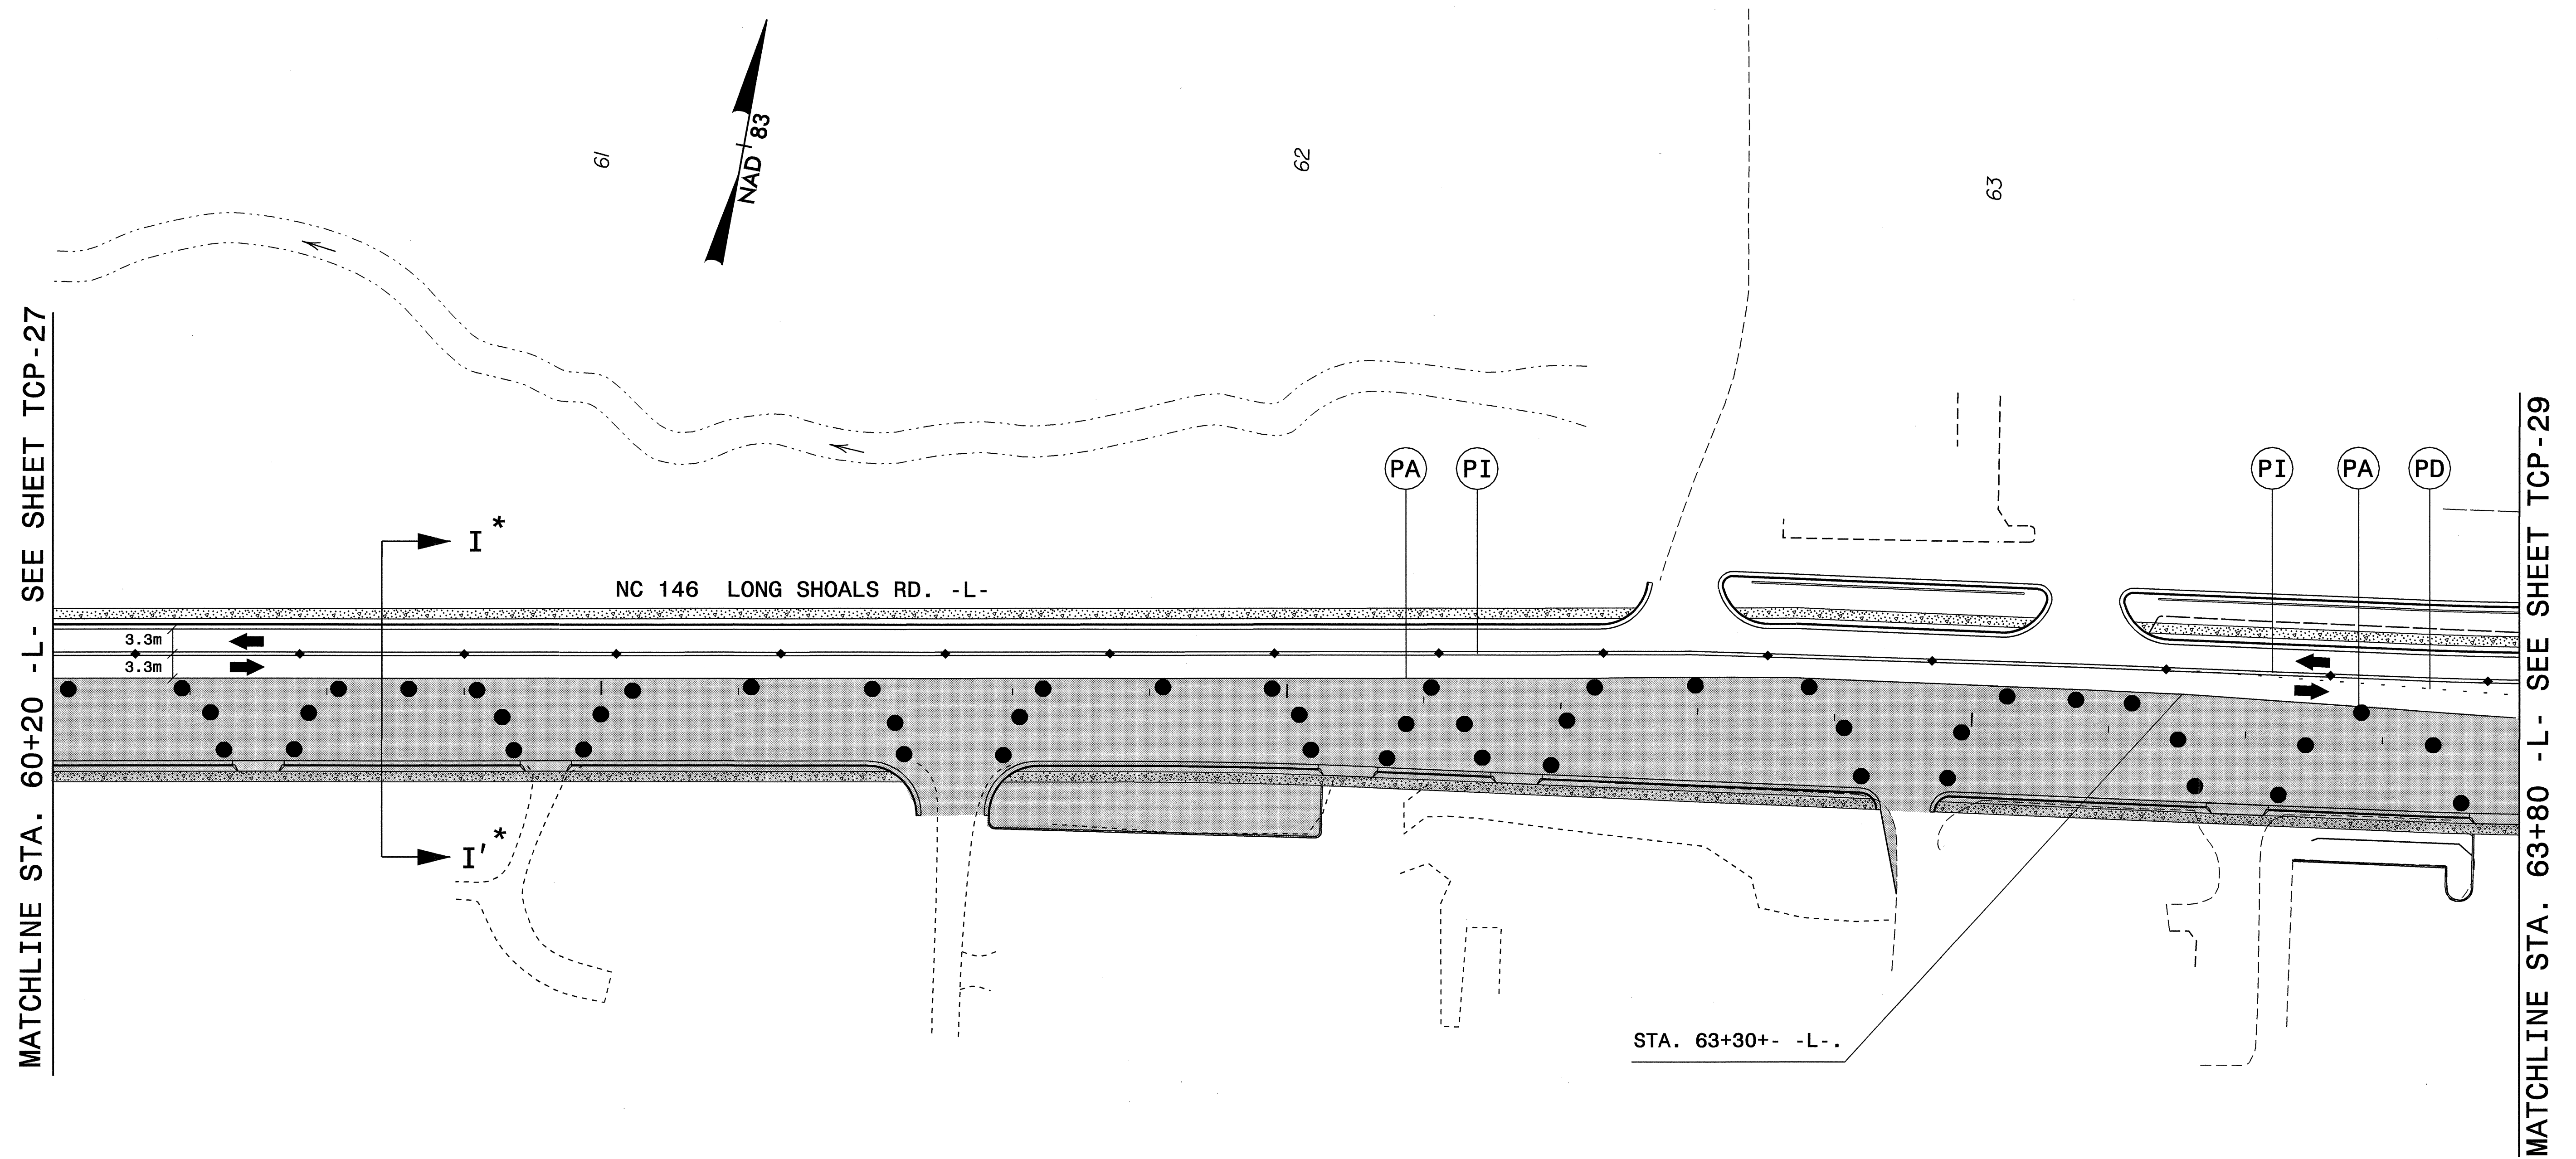 61
NAD 83
62
63
MATCHLINE STA. 60+20 -L- SEE SHEET TCP-27
MATCHLINE STA. 63+80 -L- SEE SHEET TCP-29
PA
PI
PI
PA
PD
I*
NC 146 LONG SHOALS RD. -L-
3.3m
3.3m
I'*
STA. 63+30+- -L-.